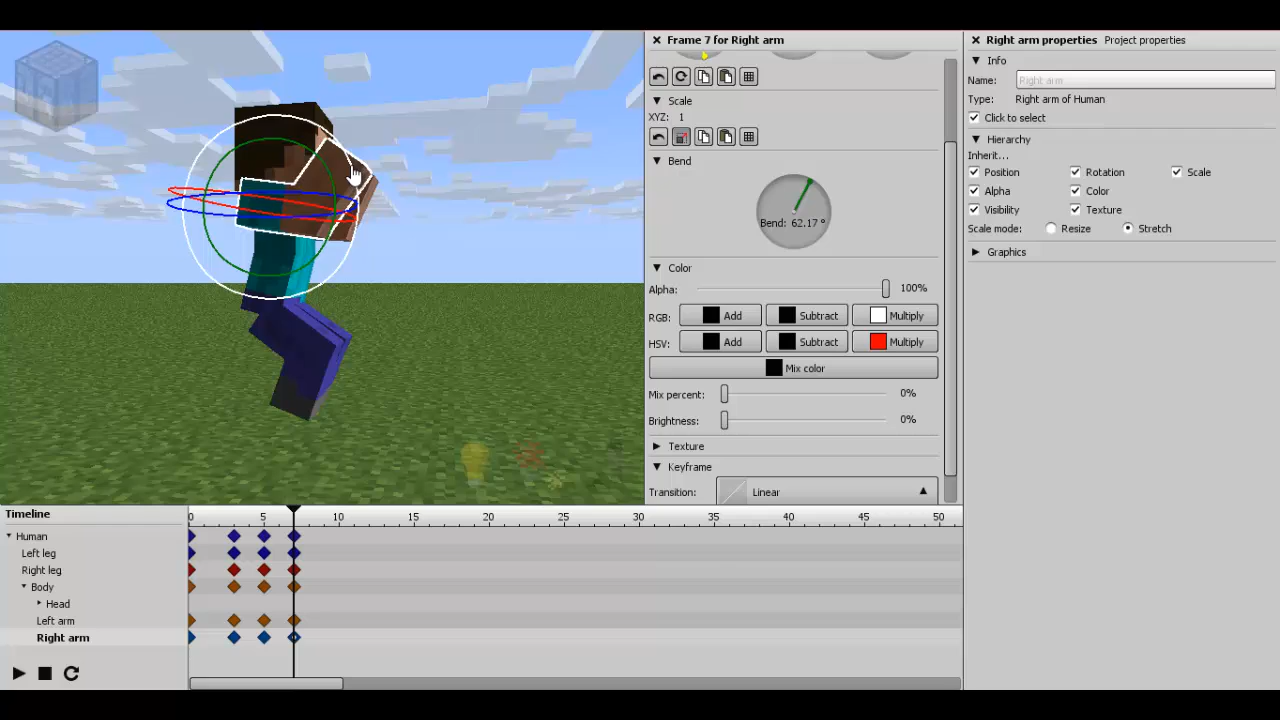 Frame 7 for Right arm
Scale
XYZ: 1
Bend
Bend: 62.17 °
Color
Alpha: 100%
RGB: Add Subtract Multiply
HSV: Add Subtract Multiply
Mix color
Mix percent: 0%
Brightness: 0%
Texture
Keyframe
Transition: Linear
Right arm properties Project properties
Info
Name: Right arm
Type: Right arm of Human
Click to select
Hierarchy
Inherit...
Position Rotation Scale
Alpha Color
Visibility Texture
Scale mode: Resize Stretch
Graphics
Timeline
0 5 10 15 20 25 30 35 40 45 50
Human
Left leg
Right leg
Body
Head
Left arm
Right arm